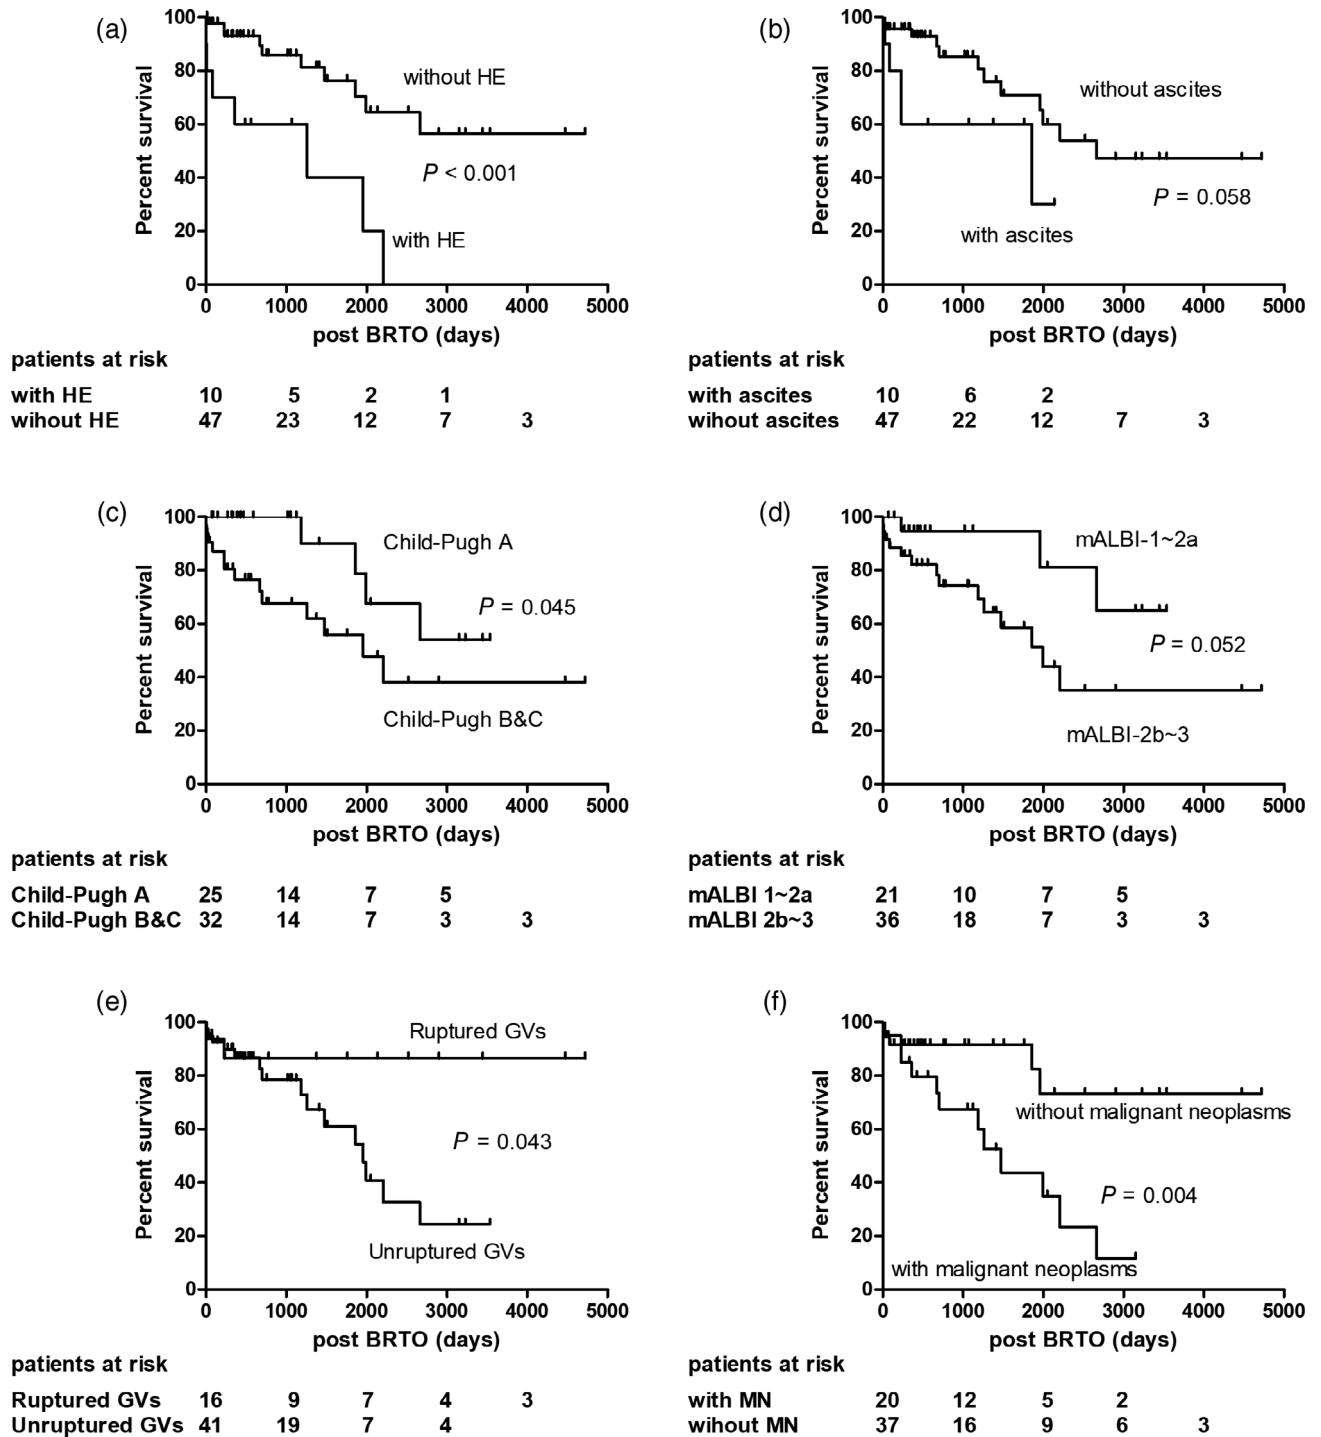 (a)
100
80
60
40
20
0
Percent survival
without HE
P < 0.001
with HE
0 1000 2000 3000 4000 5000
post BRTO (days)
patients at risk
with HE 10 5 2 1
wihout HE 47 23 12 7 3
(b)
100
80
60
40
20
0
Percent survival
without ascites
P = 0.058
with ascites
0 1000 2000 3000 4000 5000
post BRTO (days)
patients at risk
with ascites 10 6 2
wihout ascites 47 22 12 7 3
(c)
100
80
60
40
20
0
Percent survival
Child-Pugh A
P = 0.045
Child-Pugh B&C
0 1000 2000 3000 4000 5000
post BRTO (days)
patients at risk
Child-Pugh A 25 14 7 5
Child-Pugh B&C 32 14 7 3 3
(d)
100
80
60
40
20
0
Percent survival
mALBI-1~2a
P = 0.052
mALBI-2b~3
0 1000 2000 3000 4000 5000
post BRTO (days)
patients at risk
mALBI 1~2a 21 10 7 5
mALBI 2b~3 36 18 7 3 3
(e)
100
80
60
40
20
0
Percent survival
Ruptured GVs
P = 0.043
Unruptured GVs
0 1000 2000 3000 4000 5000
post BRTO (days)
patients at risk
Ruptured GVs 16 9 7 4 3
Unruptured GVs 41 19 7 4
(f)
100
80
60
40
20
0
Percent survival
without malignant neoplasms
P = 0.004
with malignant neoplasms
0 1000 2000 3000 4000 5000
post BRTO (days)
patients at risk
with MN 20 12 5 2
wihout MN 37 16 9 6 3